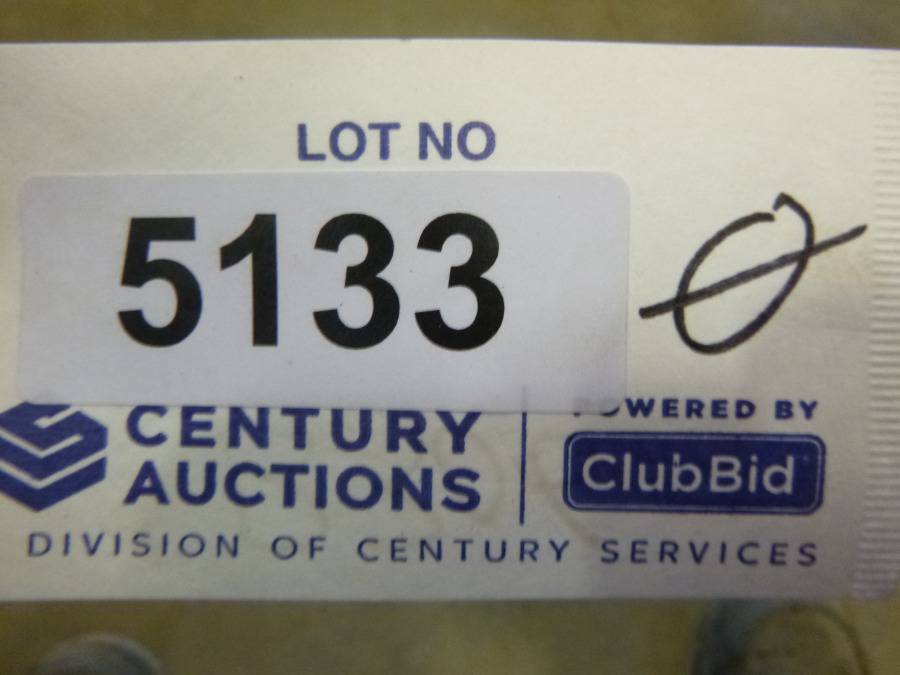 LOT NO
5133
CENTURY
AUCTIONS
POWERED BY
ClubBid
DIVISION OF CENTURY SERVICES